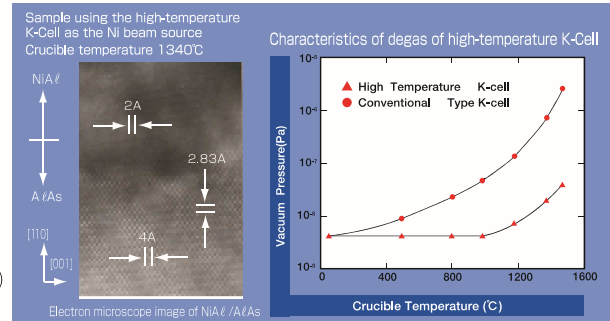 Sample using the high-temperature
K-Cell as the Ni beam source
Crucible temperature 1340℃
NiAℓ
AℓAs
[110]
[001]
2A
2.83A
4A
Electron microscope image of NiAℓ/AℓAs
Characteristics of degas of high-temperature K-Cell
Vacuum Pressure(Pa)
10⁻⁵
10⁻⁶
10⁻⁷
10⁻⁸
10⁻⁹
▲ High Temperature K-cell
● Conventional Type K-cell
0 400 800 1200 1600
Crucible Temperature (℃)
)